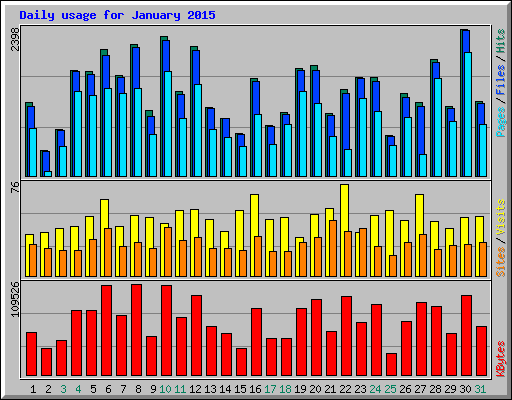 Daily usage for January 2015
2398
Pages / Files / Hits
76
Sites / Visits
109526
KBytes
1 2 3 4 5 6 7 8 9 10 11 12 13 14 15 16 17 18 19 20 21 22 23 24 25 26 27 28 29 30 31